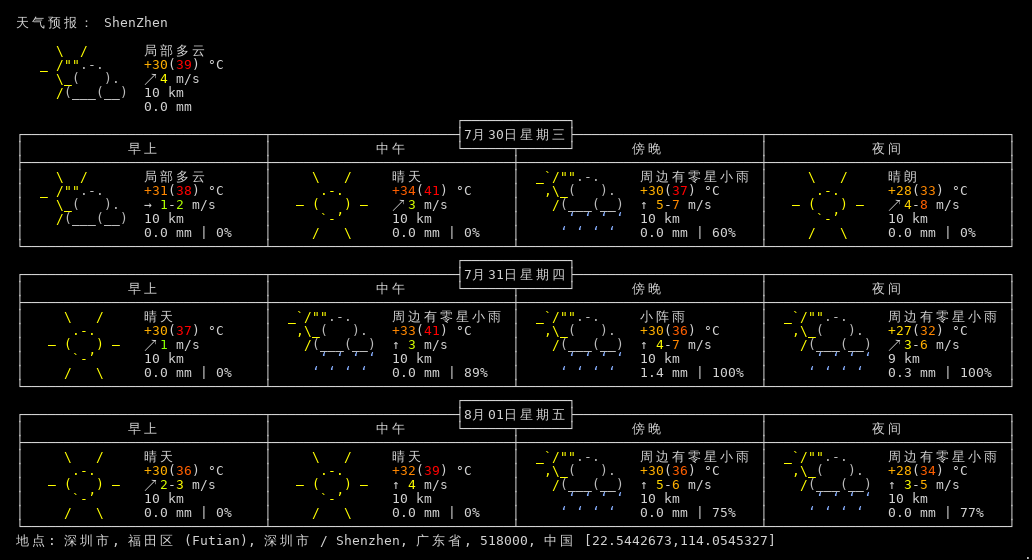 天气预报： ShenZhen
局部多云
+30(39) °C
↗4 m/s
10 km
0.0 mm
7月30日星期三
早上 中午 傍晚 夜间
局部多云 晴天 周边有零星小雨 晴朗
+31(38) °C +34(41) °C +30(37) °C +28(33) °C
→ 1-2 m/s ↗3 m/s ↑ 5-7 m/s ↗4-8 m/s
10 km 10 km 10 km 10 km
0.0 mm | 0% 0.0 mm | 0% 0.0 mm | 60% 0.0 mm | 0%
7月31日星期四
早上 中午 傍晚 夜间
晴天 周边有零星小雨 小阵雨 周边有零星小雨
+30(37) °C +33(41) °C +30(36) °C +27(32) °C
↗1 m/s ↑ 3 m/s ↑ 4-7 m/s ↗3-6 m/s
10 km 10 km 10 km 9 km
0.0 mm | 0% 0.0 mm | 89% 1.4 mm | 100% 0.3 mm | 100%
8月01日星期五
早上 中午 傍晚 夜间
晴天 晴天 周边有零星小雨 周边有零星小雨
+30(36) °C +32(39) °C +30(36) °C +28(34) °C
↗2-3 m/s ↑ 4 m/s ↑ 5-6 m/s ↑ 3-5 m/s
10 km 10 km 10 km 10 km
0.0 mm | 0% 0.0 mm | 0% 0.0 mm | 75% 0.0 mm | 77%
地点: 深圳市, 福田区 (Futian), 深圳市 / Shenzhen, 广东省, 518000, 中国 [22.5442673,114.0545327]